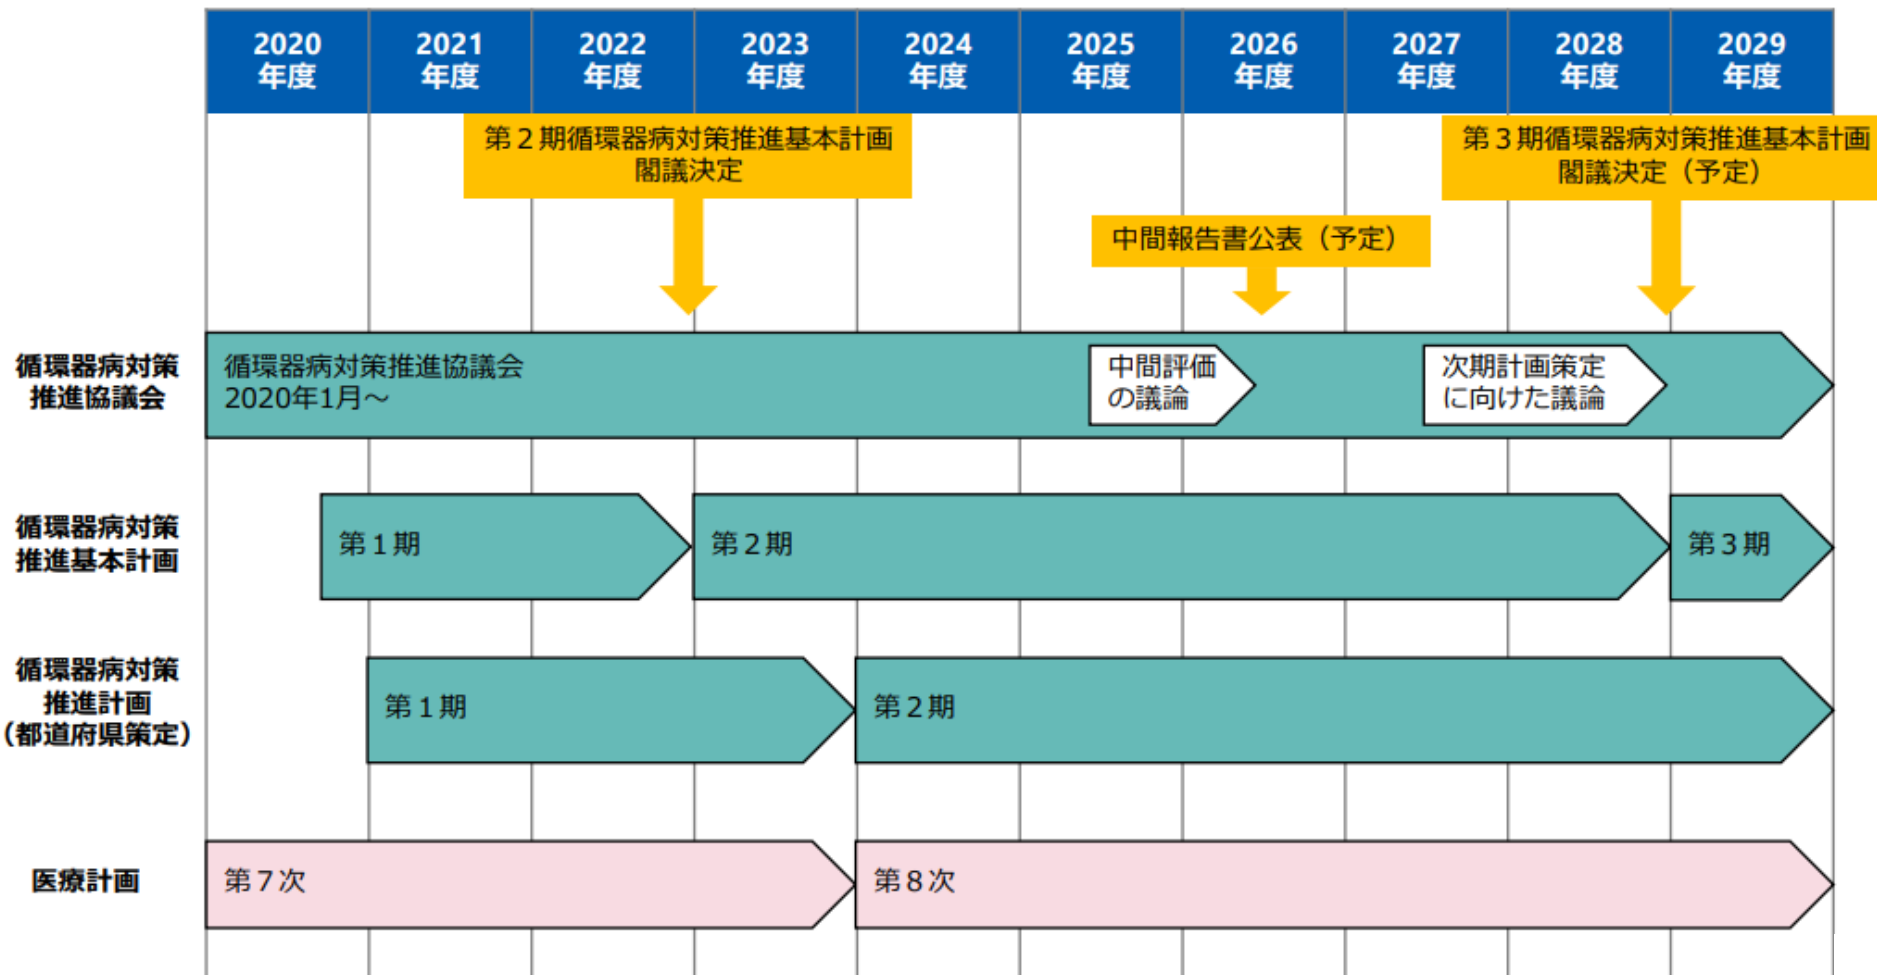 2020
年度
2021
年度
2022
年度
2023
年度
2024
年度
2025
年度
2026
年度
2027
年度
2028
年度
2029
年度
第２期循環器病対策推進基本計画
閣議決定
第３期循環器病対策推進基本計画
閣議決定（予定）
中間報告書公表（予定）
循環器病対策
推進協議会
循環器病対策推進協議会
2020年1月～
中間評価
の議論
次期計画策定
に向けた議論
循環器病対策
推進基本計画
第１期
第２期
第３期
循環器病対策
推進計画
（都道府県策定）
第１期
第２期
医療計画
第７次
第８次